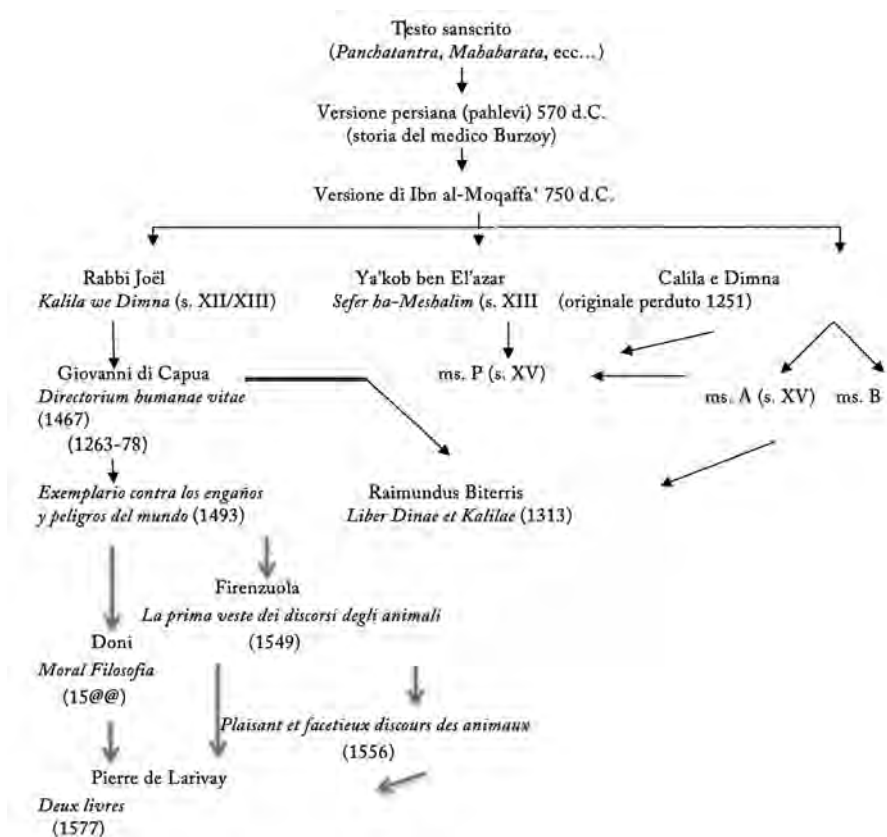 Testo sanscrito
(Panchatantra, Mahabarata, ecc...)
Versione persiana (pahlevi) 570 d.C.
(storia del medico Burzoy)
Versione di Ibn al-Moqaffa‘ 750 d.C.
Rabbi Joël
Kalila we Dimna (s. XII/XIII)
Ya'kob ben El'azar
Sefer ha-Meshalim (s. XIII
Calila e Dimna
(originale perduto 1251)
Giovanni di Capua
Directorium humanae vitae
(1467)
(1263-78)
ms. P (s. XV)
ms. A (s. XV)
ms. B
Exemplario contra los engaños
y peligros del mundo (1493)
Raimundus Biterris
Liber Dinae et Kalilae (1313)
Firenzuola
La prima veste dei discorsi degli animali
(1549)
Doni
Moral Filosofia
(15@@)
Plaisant et facetieux discours des animaux
(1556)
Pierre de Larivay
Deux livres
(1577)